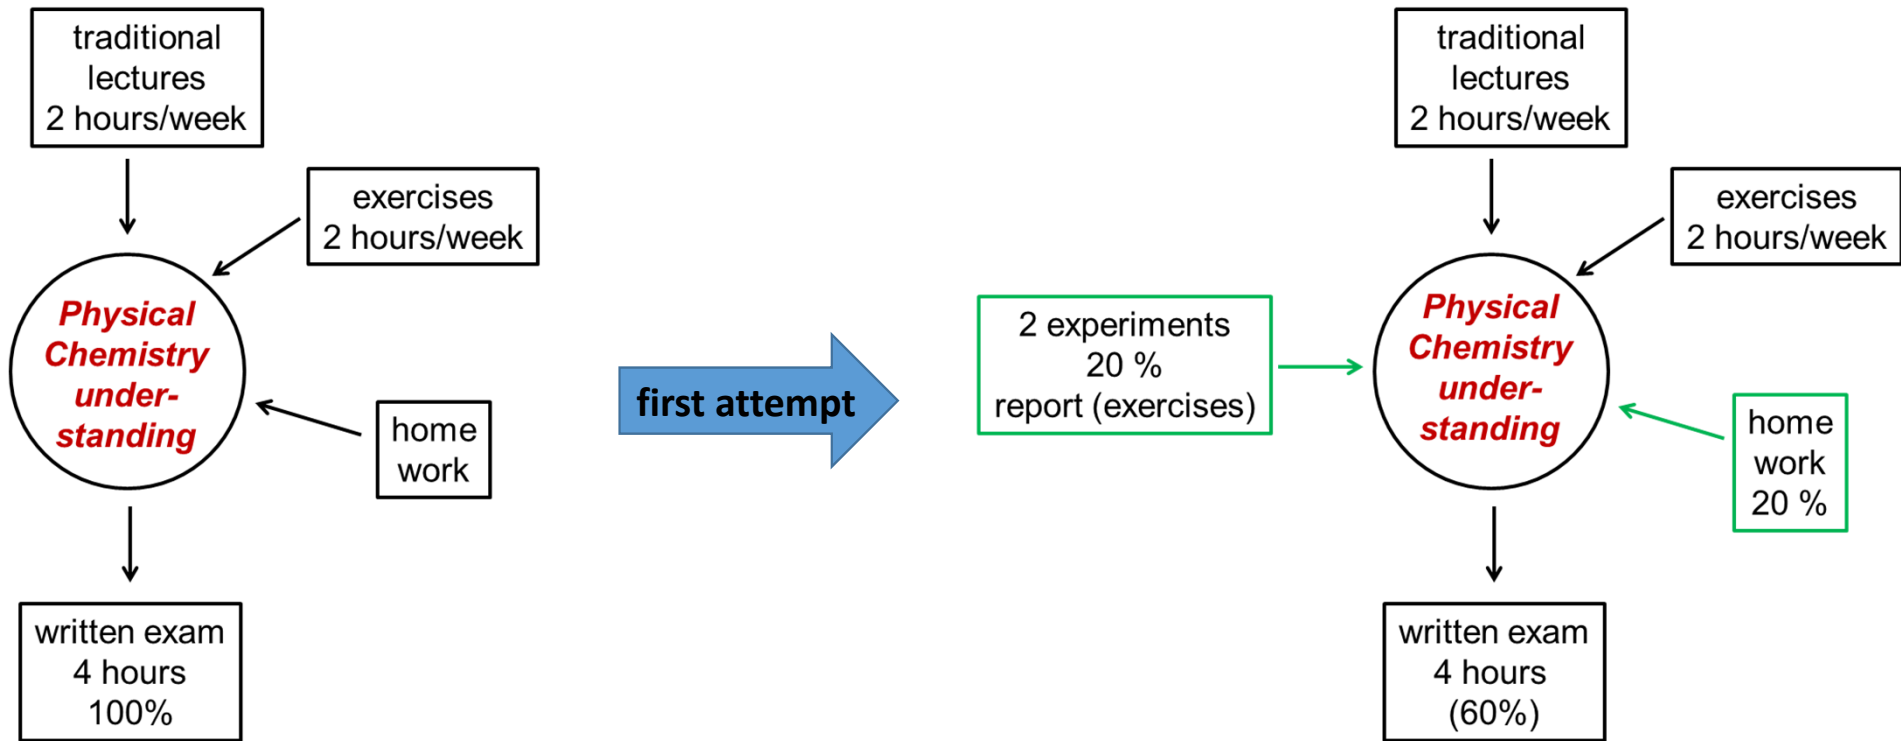 traditional
lectures
2 hours/week
exercises
2 hours/week
Physical
Chemistry
under-
standing
home
work
written exam
4 hours
100%
first attempt
traditional
lectures
2 hours/week
exercises
2 hours/week
2 experiments
20 %
report (exercises)
Physical
Chemistry
under-
standing
home
work
20 %
written exam
4 hours
(60%)